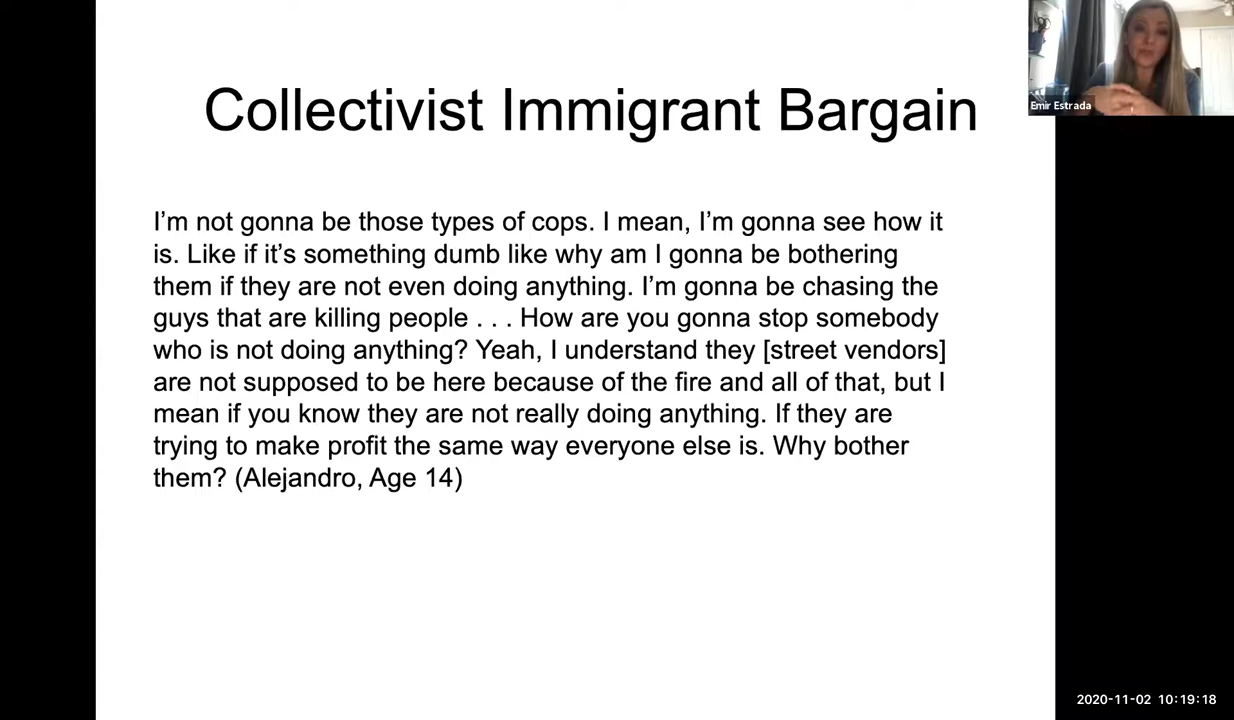 Collectivist Immigrant Bargain
Emir Estrada
I'm not gonna be those types of cops. I mean, I'm gonna see how it
is. Like if it's something dumb like why am I gonna be bothering
them if they are not even doing anything. I'm gonna be chasing the
guys that are killing people . . . How are you gonna stop somebody
who is not doing anything? Yeah, I understand they [street vendors]
are not supposed to be here because of the fire and all of that, but I
mean if you know they are not really doing anything. If they are
trying to make profit the same way everyone else is. Why bother
them? (Alejandro, Age 14)
2020-11-02 10:19:18